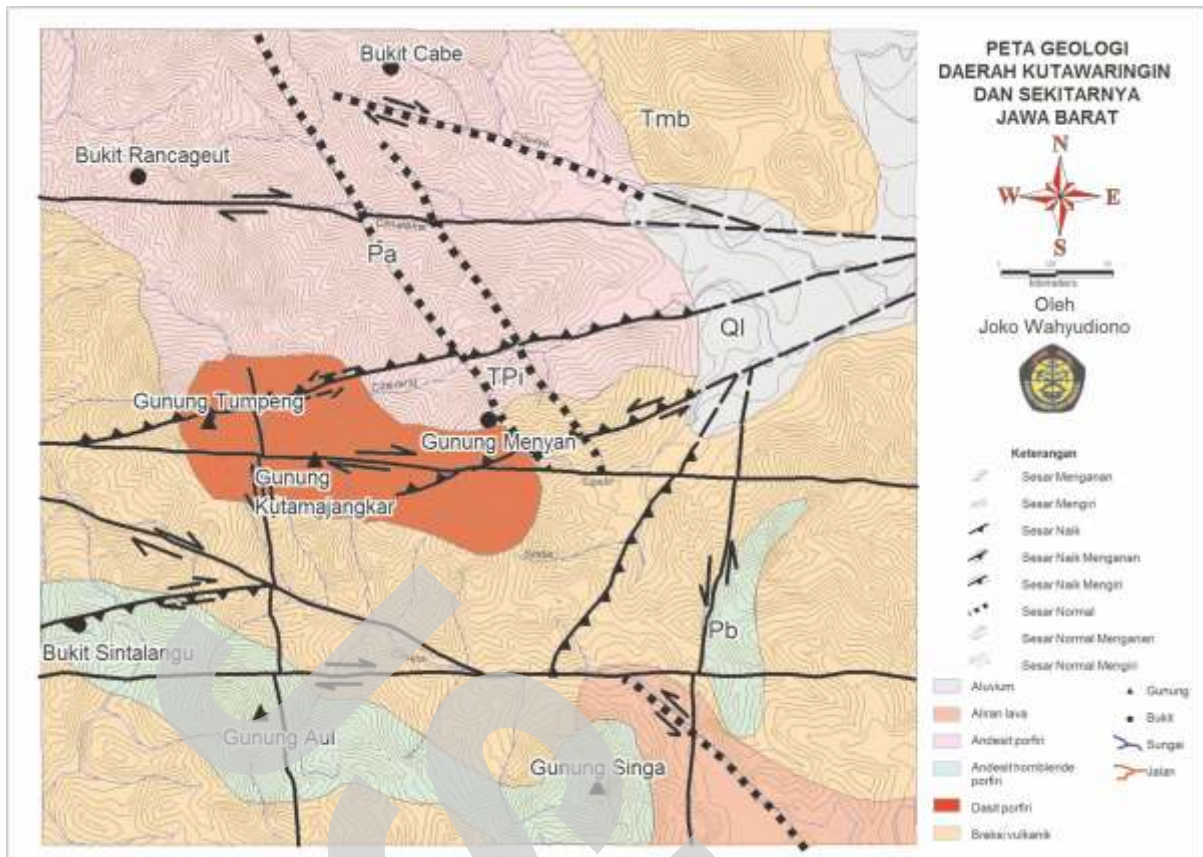 PETA GEOLOGI
DAERAH KUTAWARINGIN
DAN SEKITARNYA
JAWA BARAT
N
W E
S
kilometers
Oleh
Joko Wahyudiono
Keterangan
Sesar Menganan
Sesar Mengiri
Sesar Naik
Sesar Naik Menganan
Sesar Naik Mengiri
Sesar Normal
Sesar Normal Menganan
Sesar Normal Mengiri
Aluvium
Aliran lava
Andesit porfiri
Andesit hornblende
porfiri
Dasit porfiri
Breksi vulkanik
Gunung
Bukit
Sungai
Jalan
Bukit Cabe
Tmb
Bukit Rancageut
Pa
Ql
TPi
Gunung Tumpeng
Gunung Menyan
Gunung
Kutamajangkar
Pb
Bukit Sintalangu
Gunung Aul
Gunung Singa